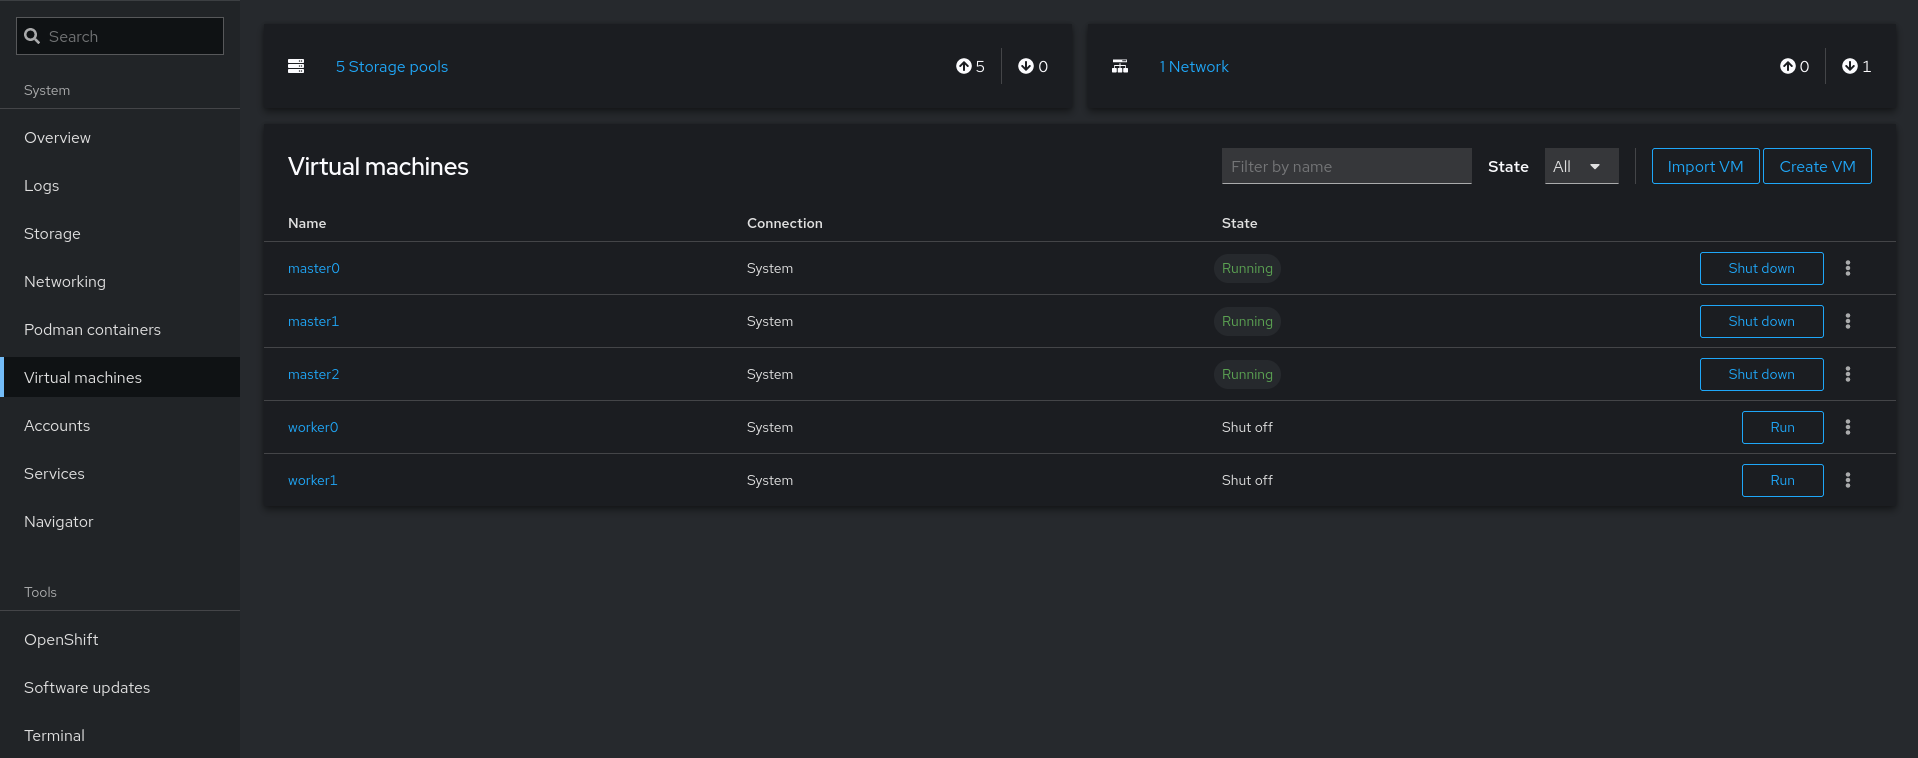 Search
System
Overview
Logs
Storage
Networking
Podman containers
Virtual machines
Accounts
Services
Navigator
Tools
OpenShift
Software updates
Terminal
5 Storage pools 5 0
1 Network 0 1
Virtual machines Filter by name State All Import VM Create VM
Name Connection State
master0 System Running Shut down
master1 System Running Shut down
master2 System Running Shut down
worker0 System Shut off Run
worker1 System Shut off Run